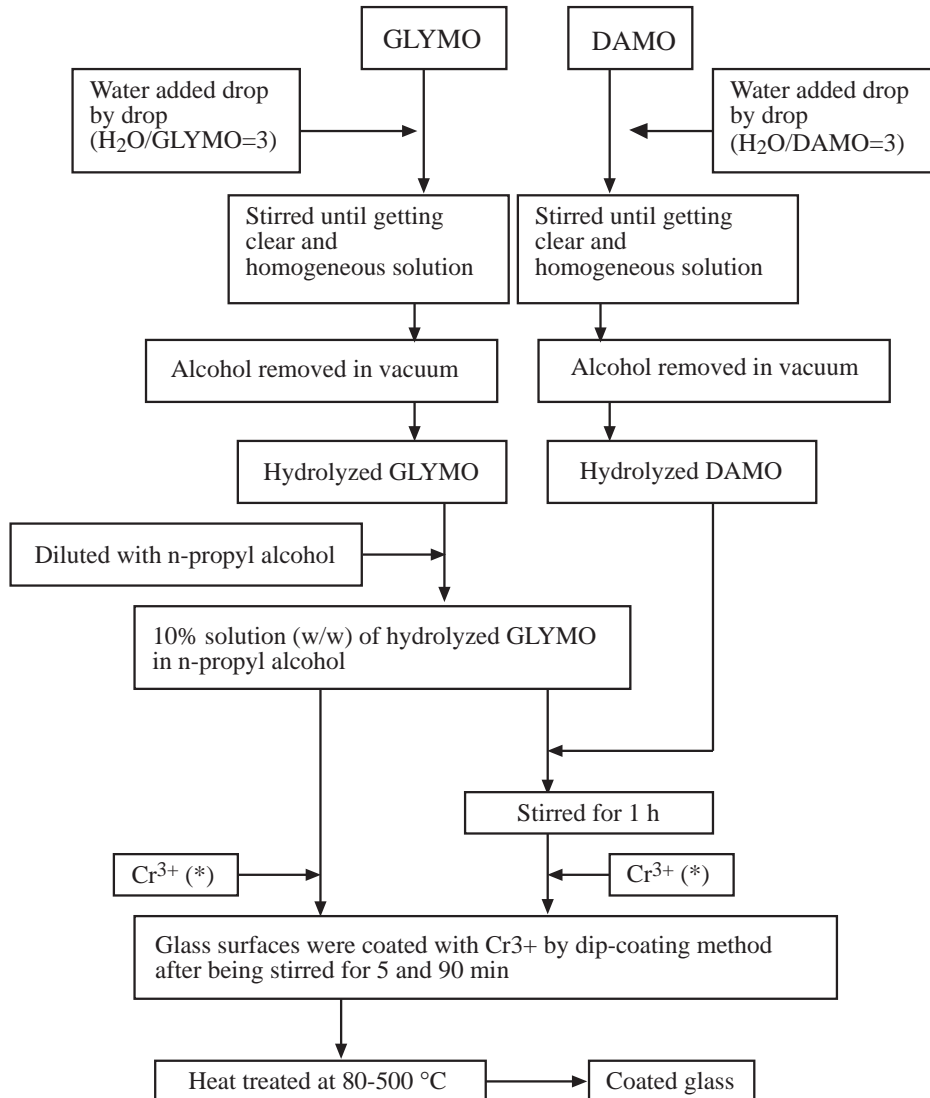 GLYMO
DAMO
Water added drop
by drop
(H₂O/GLYMO=3)
Water added drop
by drop
(H₂O/DAMO=3)
Stirred until getting
clear and
homogeneous solution
Stirred until getting
clear and
homogeneous solution
Alcohol removed in vacuum
Alcohol removed in vacuum
Hydrolyzed GLYMO
Hydrolyzed DAMO
Diluted with n-propyl alcohol
10% solution (w/w) of hydrolyzed GLYMO
in n-propyl alcohol
Stirred for 1 h
Cr³⁺ (*)
Cr³⁺ (*)
Glass surfaces were coated with Cr3+ by dip-coating method
after being stirred for 5 and 90 min
Heat treated at 80-500 °C
Coated glass